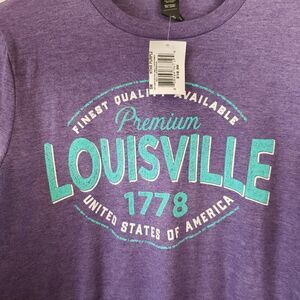 FINEST QUALITY AVAILABLE
Premium
LOUISVILLE
1778
UNITED STATES OF AMERICA